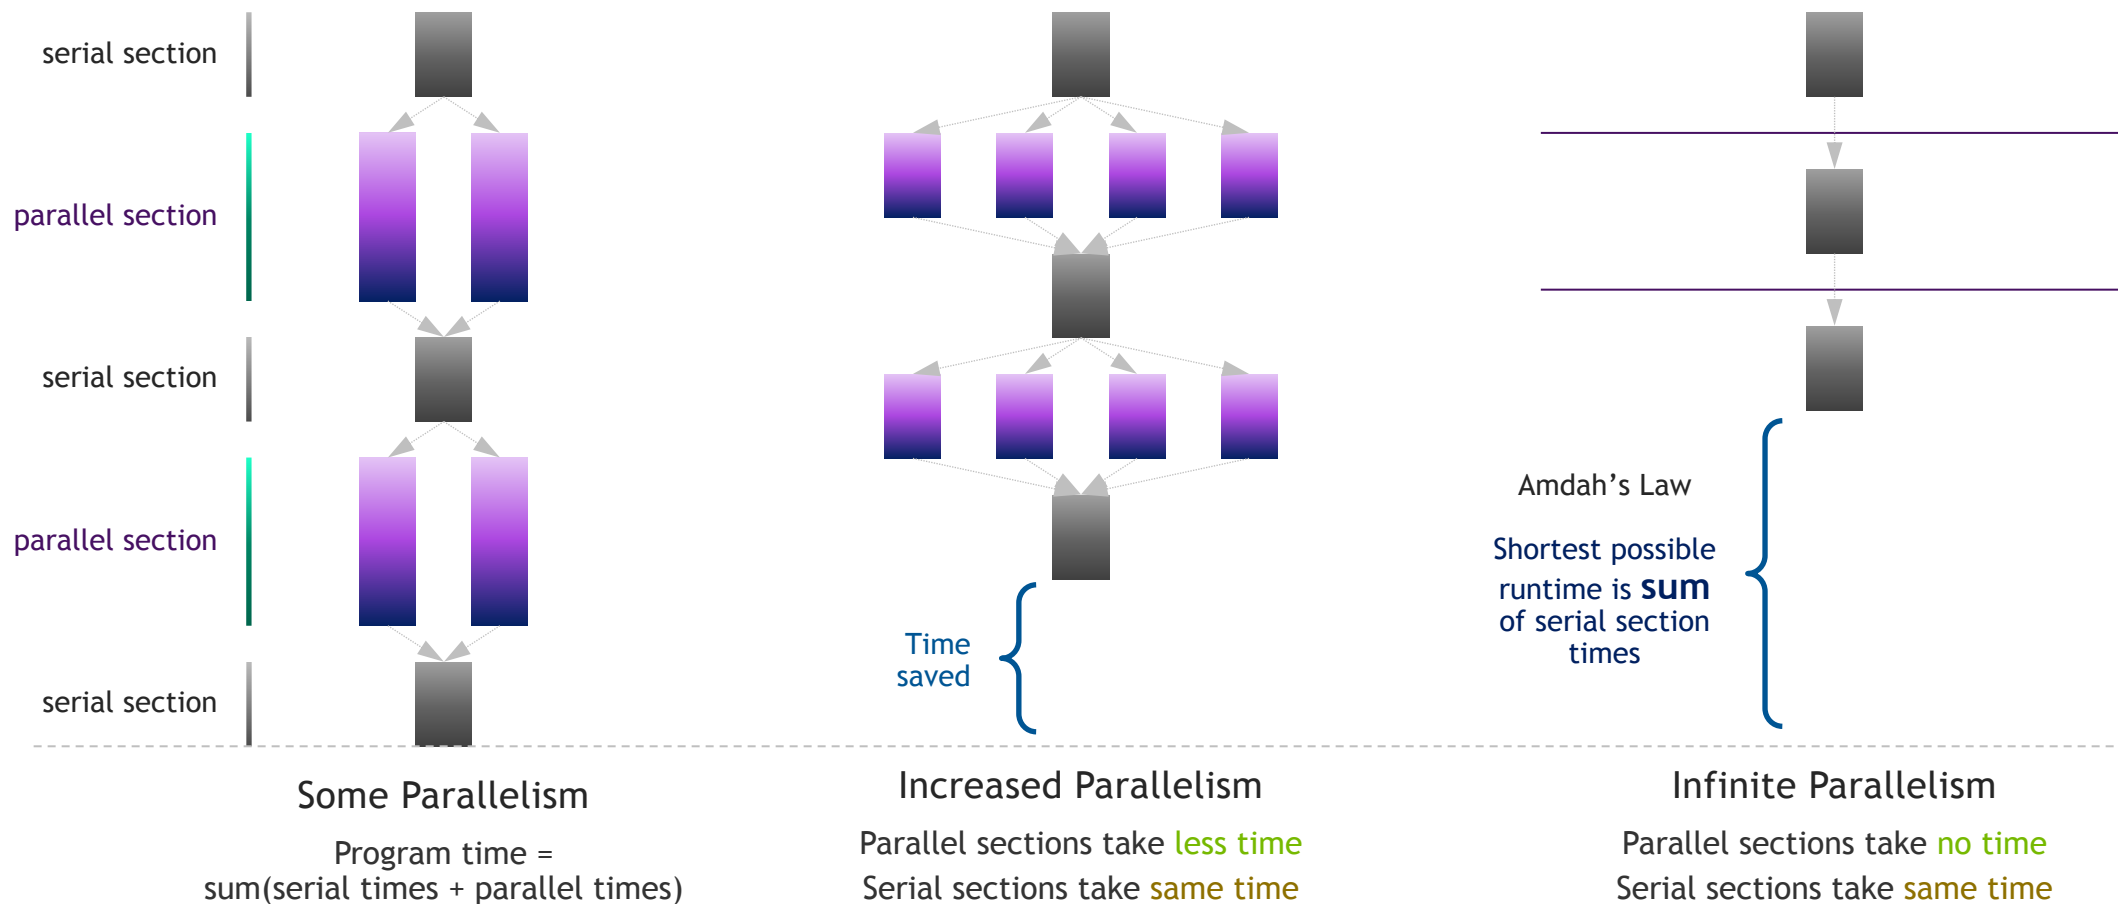 serial section
parallel section
serial section
parallel section
serial section
Time
saved
Amdah’s Law
Shortest possible
runtime is sum
of serial section
times
Some Parallelism
Program time =
sum(serial times + parallel times)
Increased Parallelism
Parallel sections take less time
Serial sections take same time
Infinite Parallelism
Parallel sections take no time
Serial sections take same time